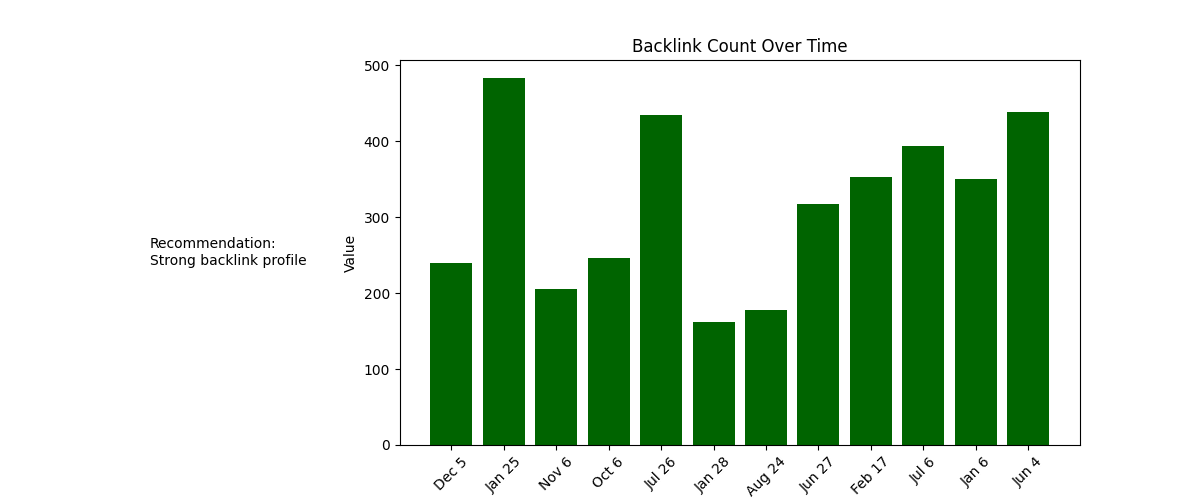 Backlink Count Over Time
Recommendation:
Strong backlink profile
Value
500
400
300
200
100
0
Dec 5
Jan 25
Nov 6
Oct 6
Jul 26
Jan 28
Aug 24
Jun 27
Feb 17
Jul 6
Jan 6
Jun 4